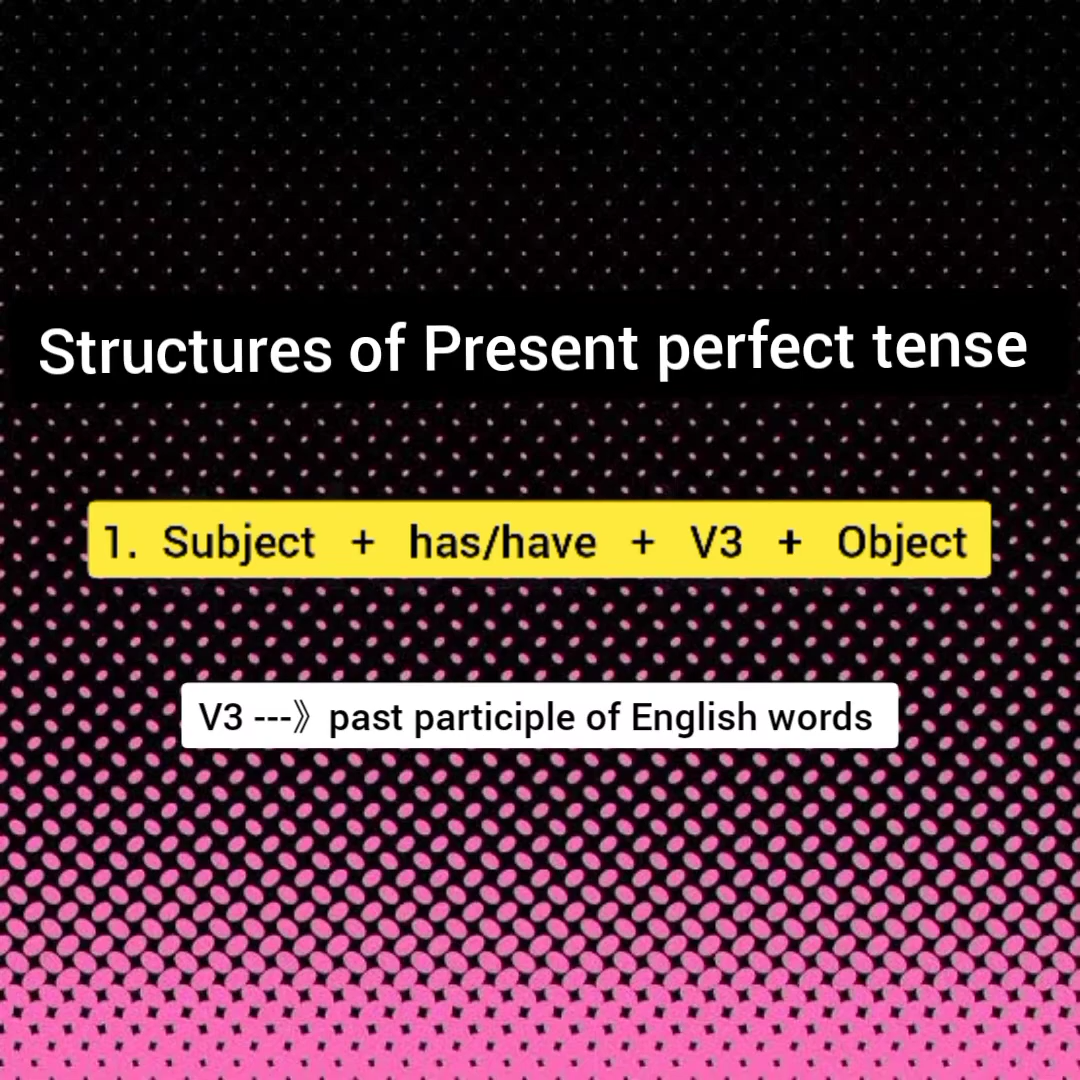 Structures of Present perfect tense
1. Subject + has/have + V3 + Object
V3 ---》 past participle of English words